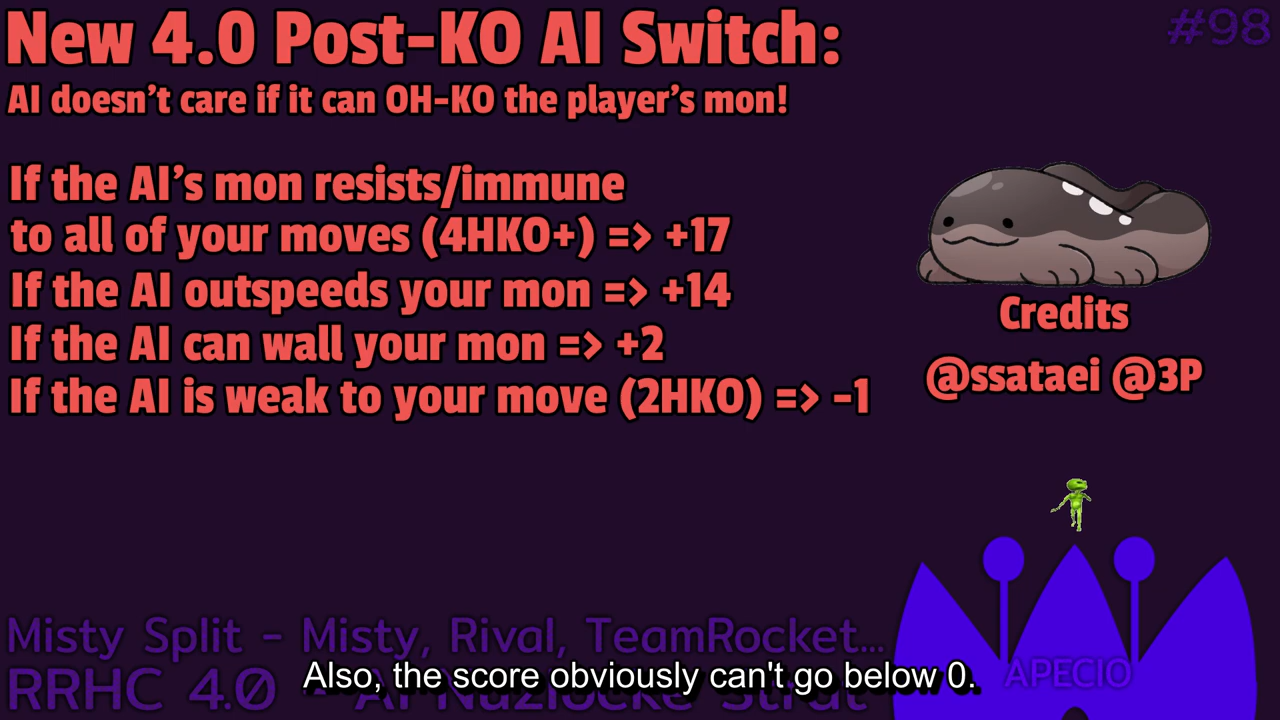 New 4.0 Post-KO AI Switch:
#98
AI doesn't care if it can OH-KO the player's mon!
If the AI's mon resists/immune
to all of your moves (4HKO+) => +17
If the AI outspeeds your mon => +14
If the AI can wall your mon => +2
If the AI is weak to your move (2HKO) => -1
Credits
@ssataei @3P
Misty Split - Misty, Rival, TeamRocket...
RRHC 4.0 - AI Nuzlocke Strat
Also, the score obviously can't go below 0.
APECIO